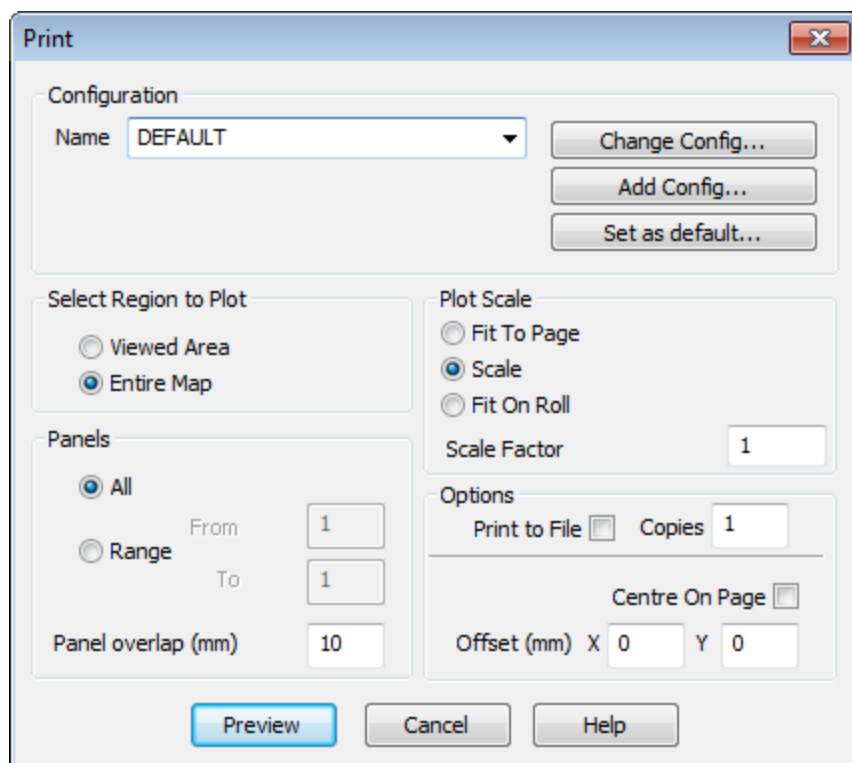 Print
Configuration
Name DEFAULT
Change Config...
Add Config...
Set as default...
Select Region to Plot
Viewed Area
Entire Map
Plot Scale
Fit To Page
Scale
Fit On Roll
Scale Factor 1
Panels
All
Range
From 1
To 1
Panel overlap (mm) 10
Options
Print to File Copies 1
Centre On Page
Offset (mm) X 0 Y 0
Preview Cancel Help